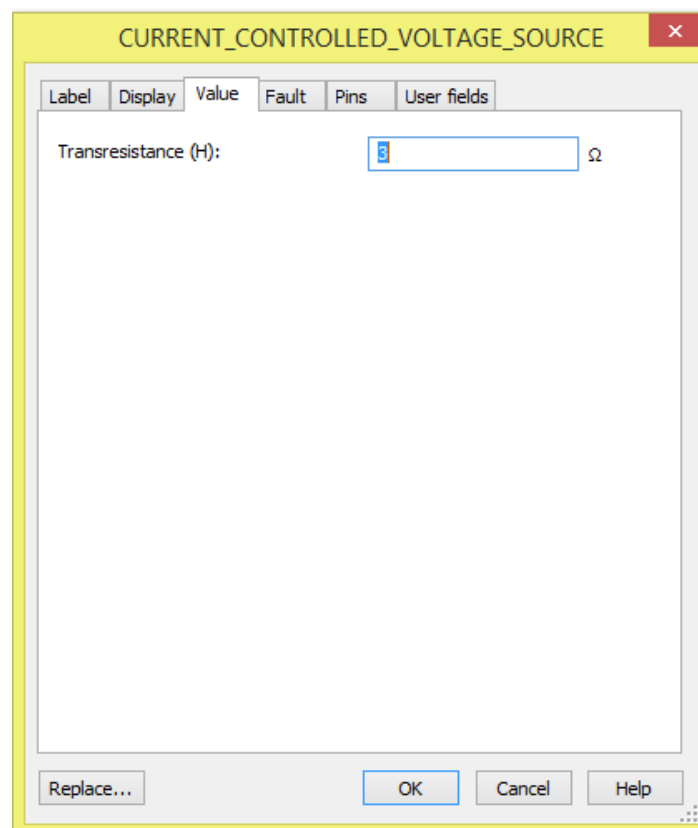 CURRENT_CONTROLLED_VOLTAGE_SOURCE x
Label Display Value Fault Pins User fields
Transresistance (H): 3 Ω
Replace... OK Cancel Help